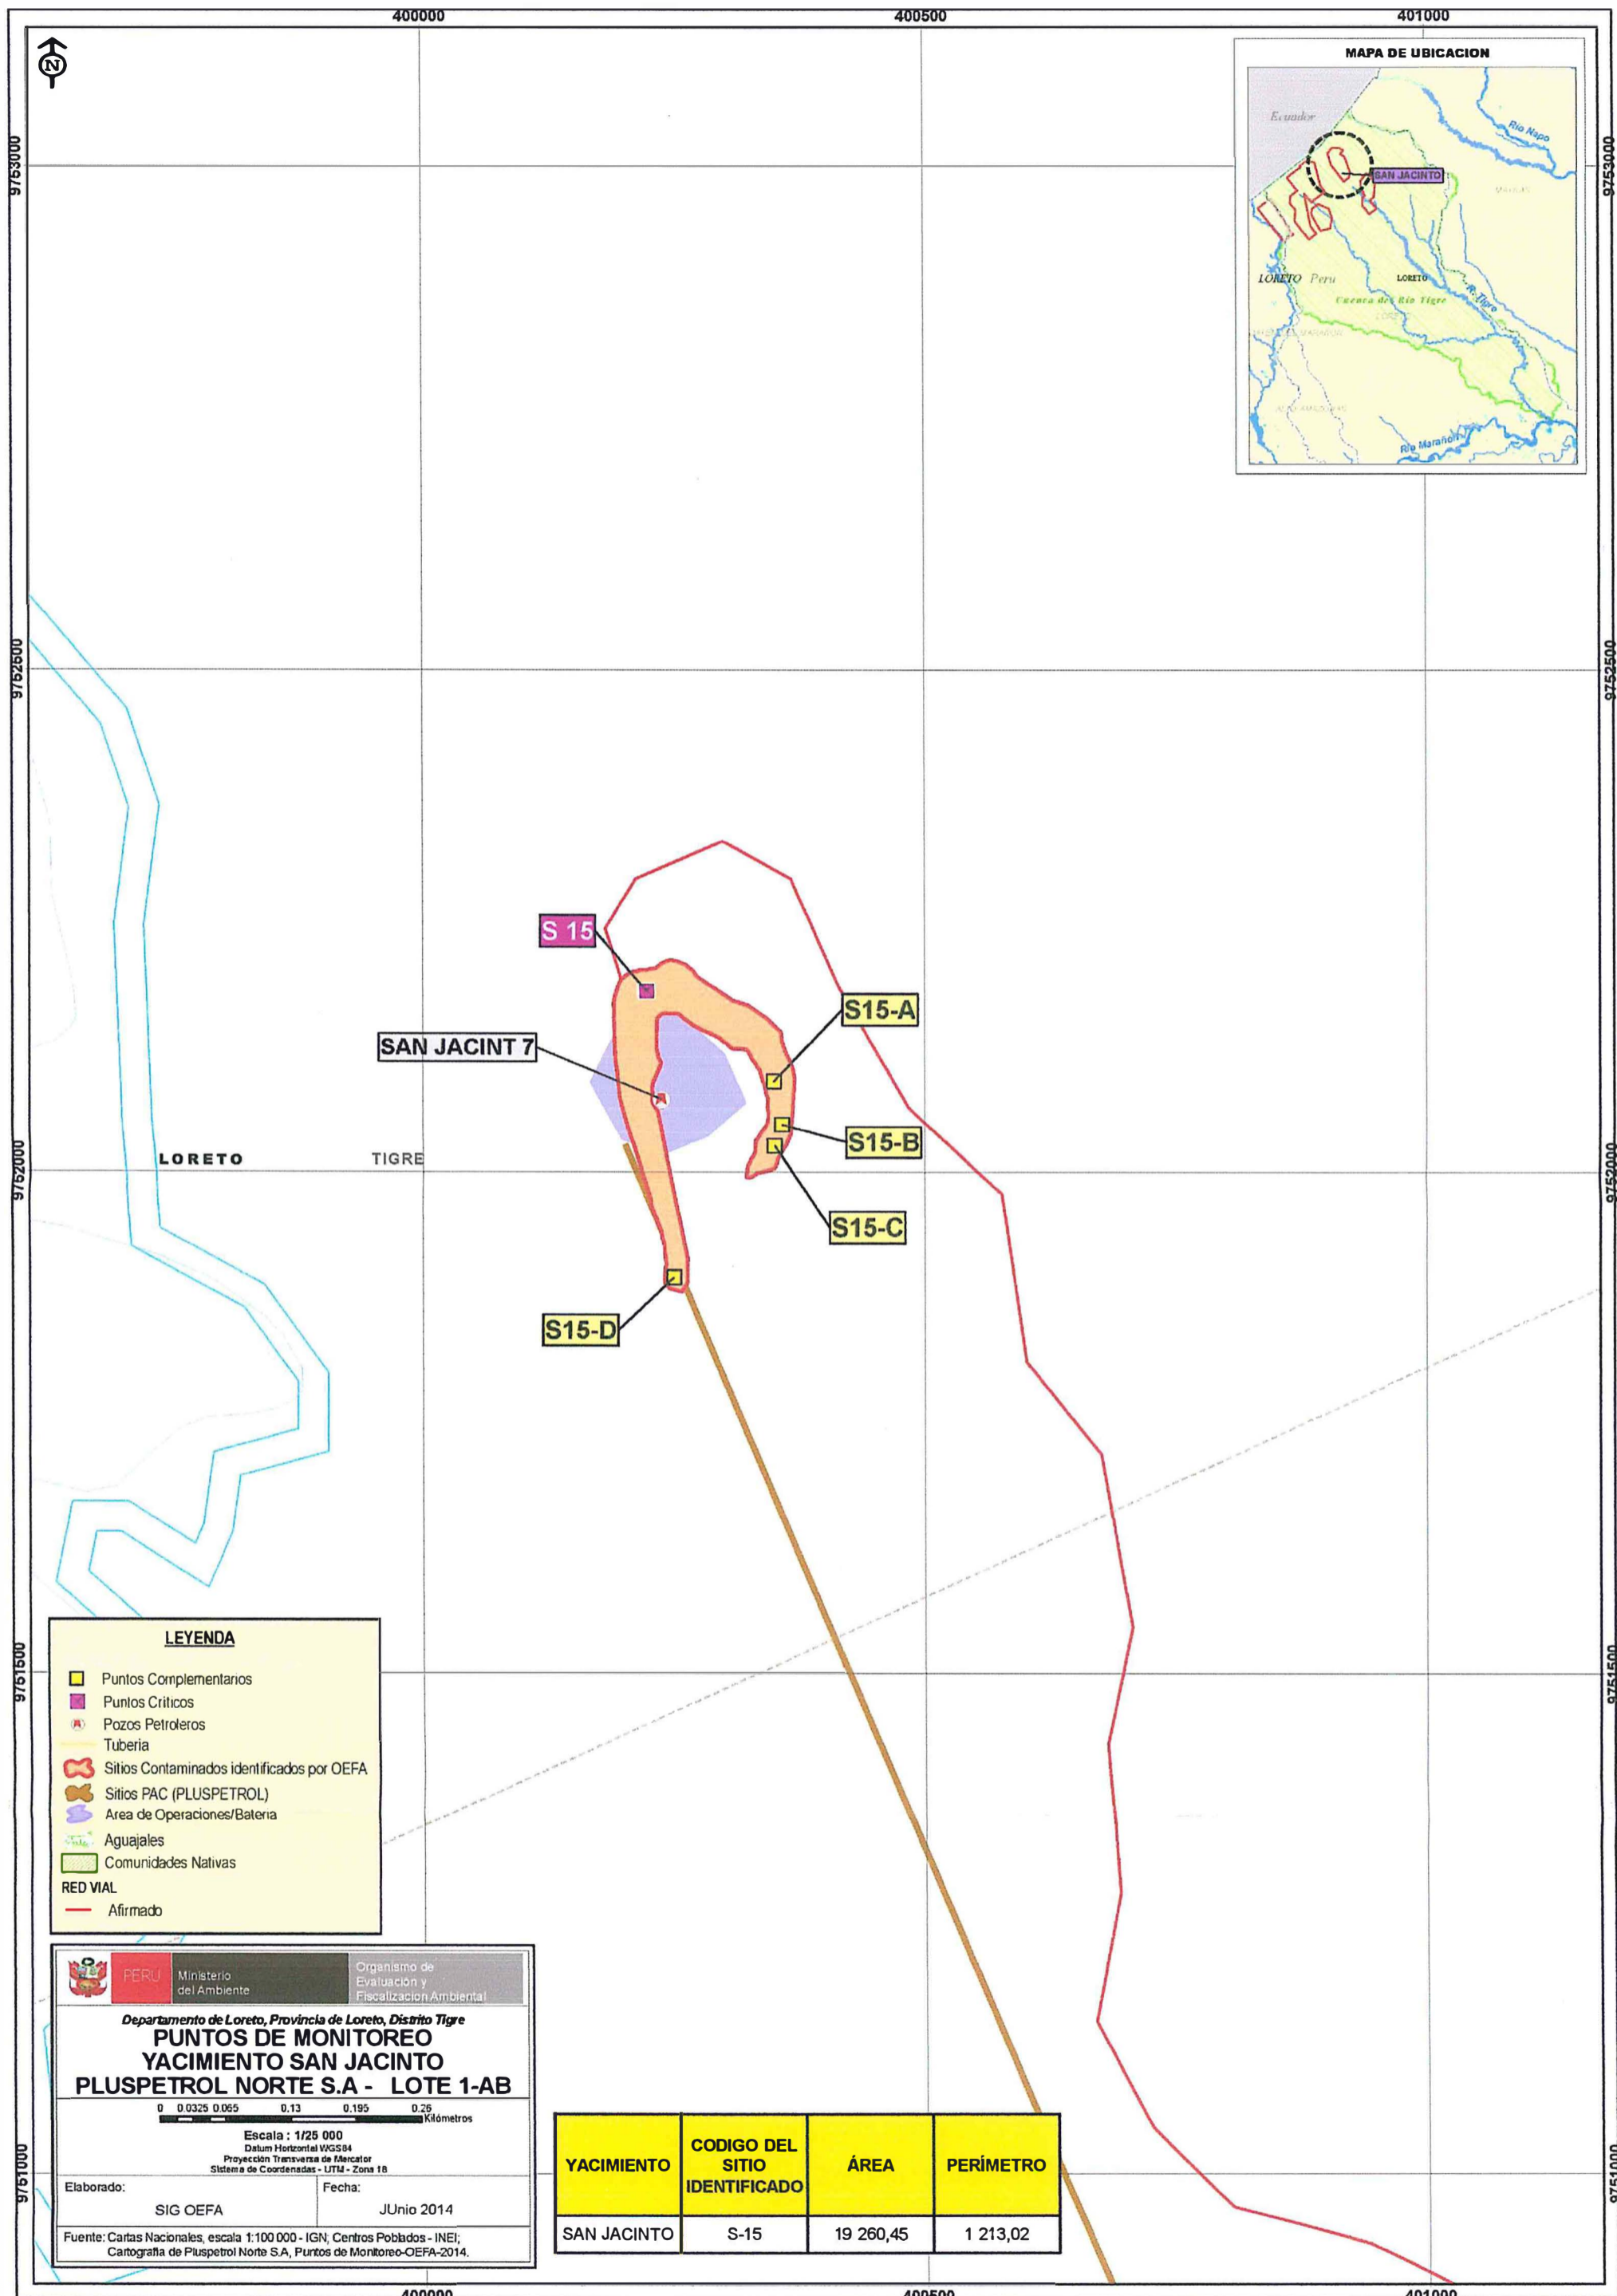 400000
400500
401000
N
MAPA DE UBICACION
Ecuador
Rio Napo
SAN JACINTO
LORETO Peru
LORETO
Cuenca del Rio Tigre
R. Tigre
Rio Marañon
9753000
9753000
9752500
9752500
S 15
S15-A
SAN JACINT 7
S15-B
LORETO
TIGRE
9752000
9752000
S15-C
S15-D
LEYENDA
Puntos Complementarios
Puntos Criticos
Pozos Petroleros
Tuberia
Sitios Contaminados identificados por OEFA
Sitios PAC (PLUSPETROL)
Area de Operaciones/Bateria
Aguajales
Comunidades Nativas
RED VIAL
Afirmado
9751500
9751500
PERÚ
Ministerio
del Ambiente
Organismo de
Evaluación y
Fiscalización Ambiental
Departamento de Loreto, Provincia de Loreto, Distrito Tigre
PUNTOS DE MONITOREO
YACIMIENTO SAN JACINTO
PLUSPETROL NORTE S.A - LOTE 1-AB
0 0.0325 0.065 0.13 0.195 0.26
Kilómetros
Escala : 1/25 000
Datum Horizontal WGS84
Proyección Transversa de Mercator
Sistema de Coordenadas - UTM - Zona 18
Elaborado:
SIG OEFA
Fecha:
JUnio 2014
Fuente: Cartas Nacionales, escala 1:100 000 - IGN; Centros Poblados - INEI;
Cartografia de Pluspetrol Norte S.A, Puntos de Monitoreo-OEFA-2014.
YACIMIENTO
CODIGO DEL
SITIO
IDENTIFICADO
ÁREA
PERÍMETRO
SAN JACINTO
S-15
19 260,45
1 213,02
9751000
9751000
400000
400500
401000